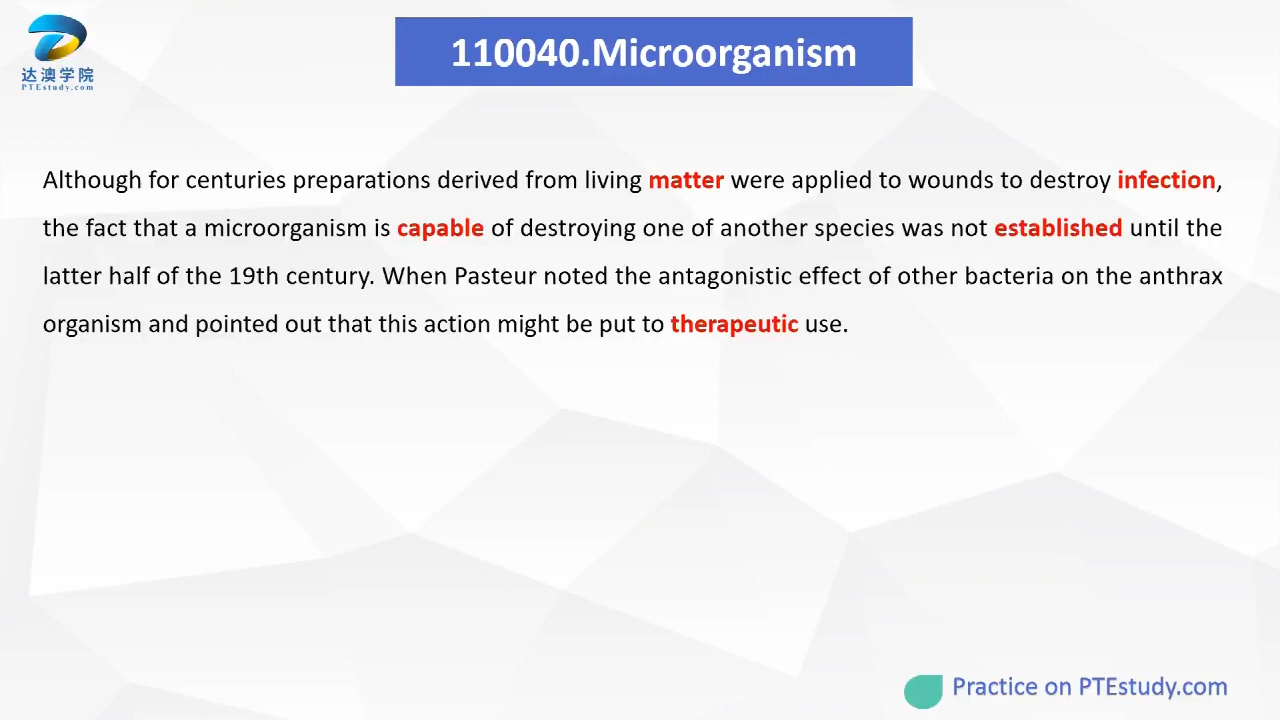 达澳学院
PTEstudy.com
110040.Microorganism
Although for centuries preparations derived from living matter were applied to wounds to destroy infection,
the fact that a microorganism is capable of destroying one of another species was not established until the
latter half of the 19th century. When Pasteur noted the antagonistic effect of other bacteria on the anthrax
organism and pointed out that this action might be put to therapeutic use.
Practice on PTEstudy.com